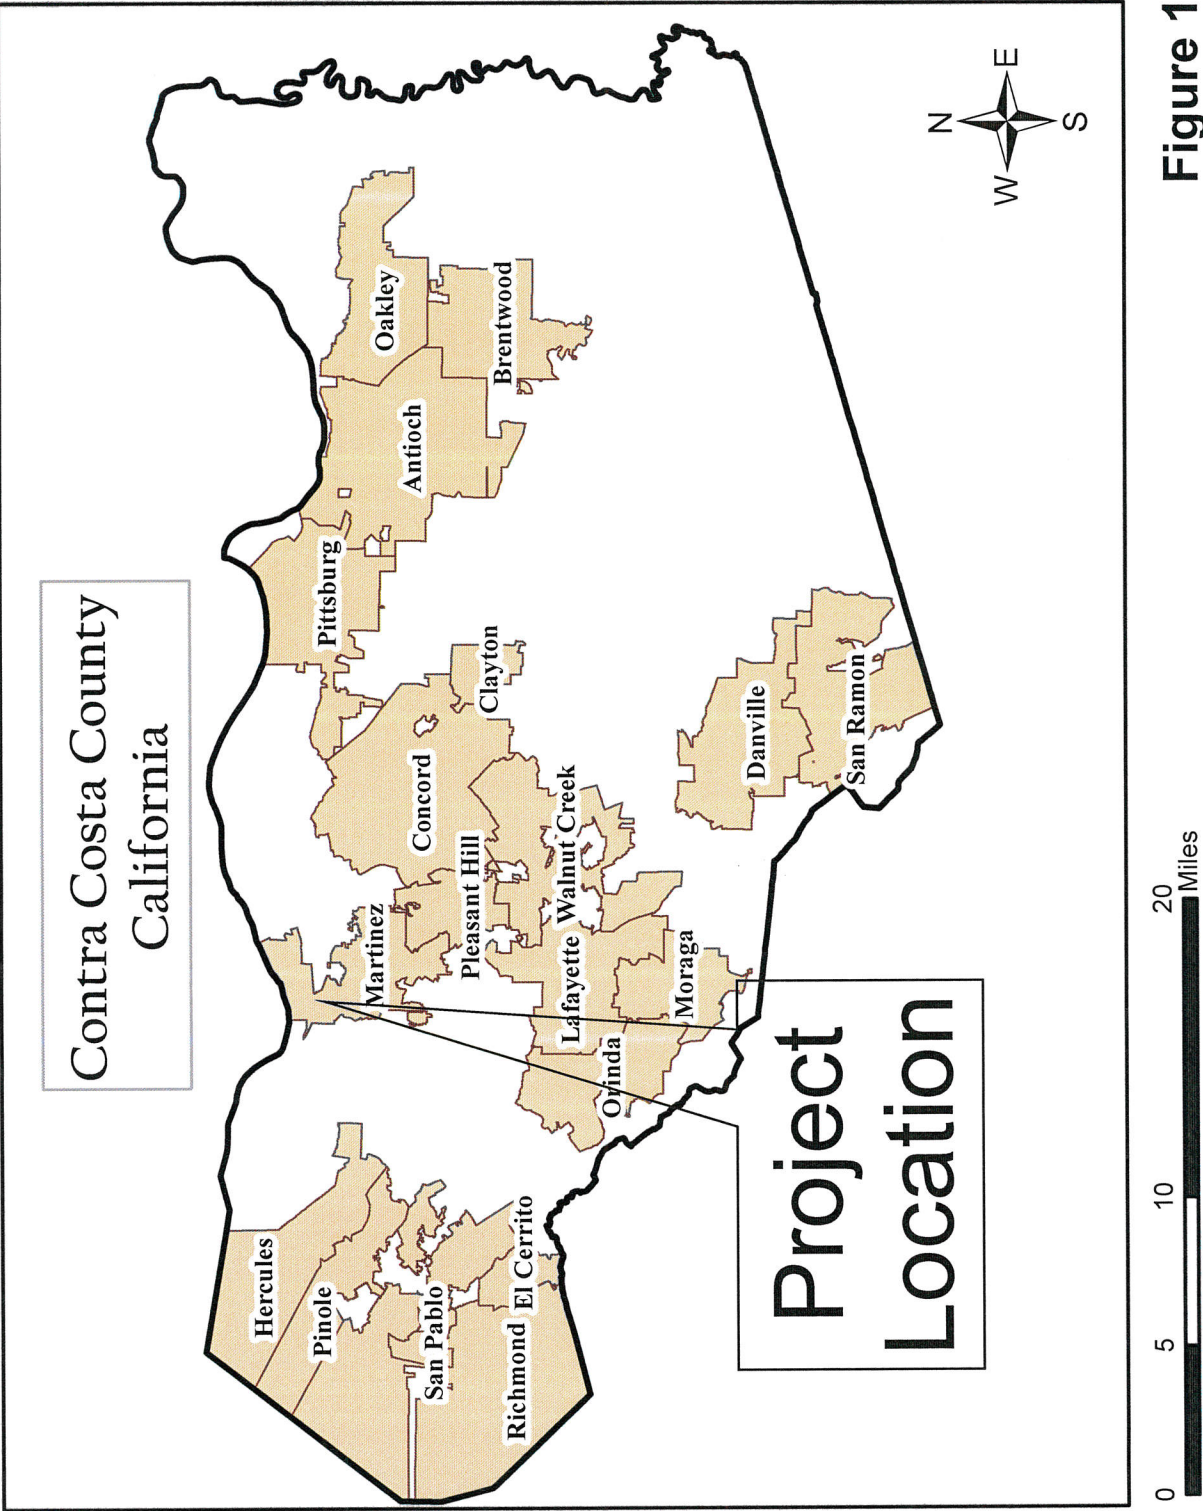 Contra Costa County
California
Hercules
Pinole
San Pablo
Richmond
El Cerrito
Martinez
Pleasant Hill
Concord
Clayton
Pittsburg
Antioch
Oakley
Brentwood
Lafayette
Walnut Creek
Orinda
Moraga
Danville
San Ramon
Project
Location
N
W
E
S
0
5
10
20
Miles
Figure 1